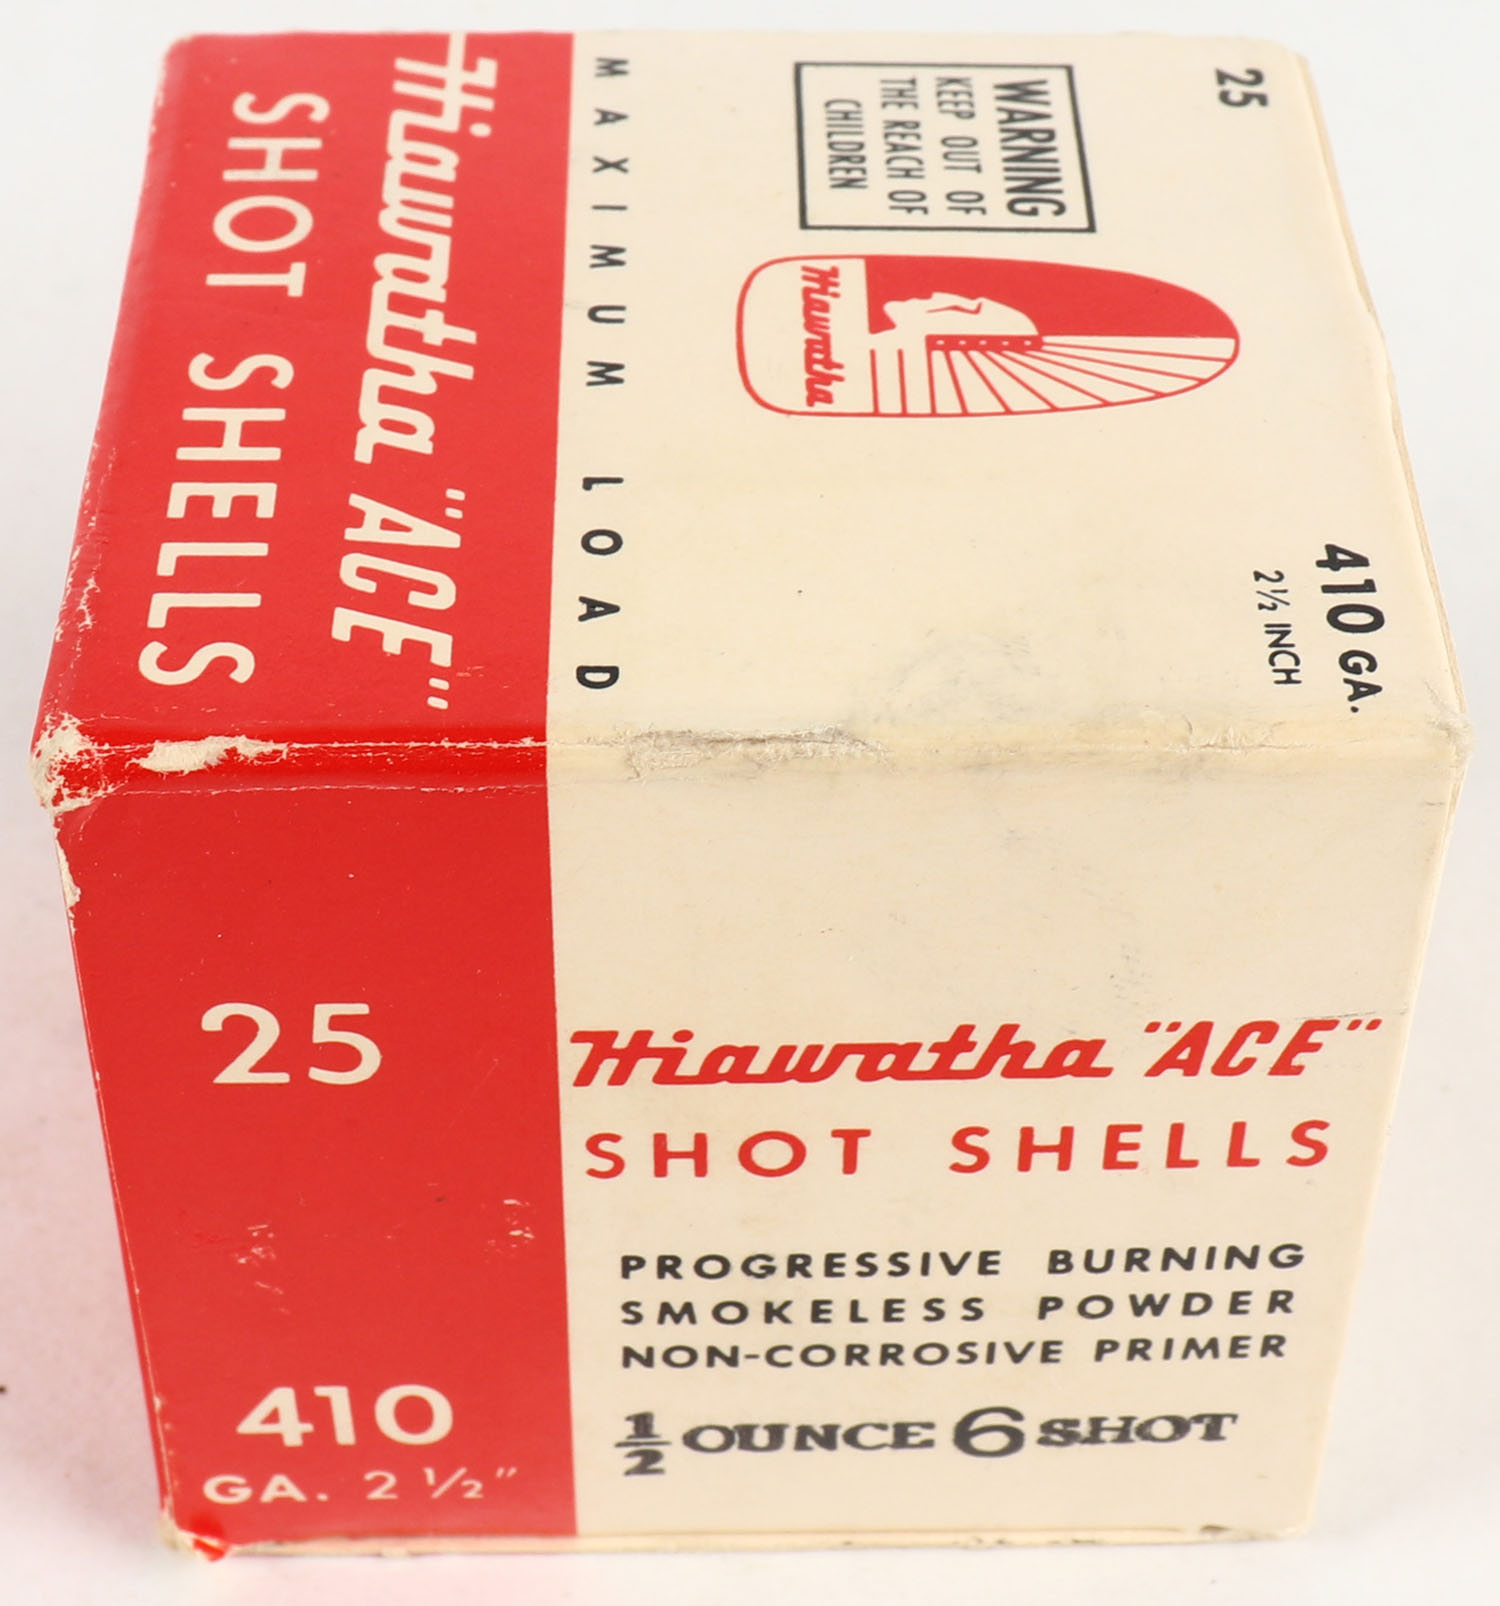 Hiawatha "ACE"
SHOT SHELLS
MAXIMUM LOAD
25
WARNING
KEEP OUT OF
THE REACH OF
CHILDREN
Hiawatha
410 GA.
2½ INCH
25
410
GA. 2½"
Hiawatha "ACE"
SHOT SHELLS
PROGRESSIVE BURNING
SMOKELESS POWDER
NON-CORROSIVE PRIMER
½ OUNCE 6 SHOT